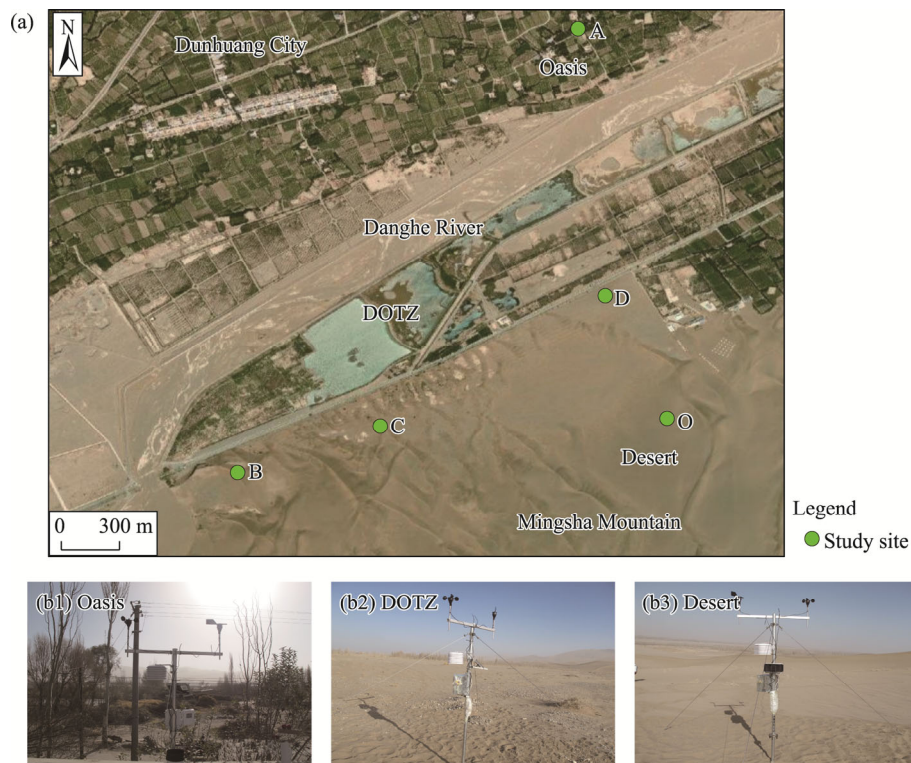 (a)
N
Dunhuang City
A
Oasis
Danghe River
DOTZ
D
C
O
B
Desert
Mingsha Mountain
0 300 m
Legend
Study site
(b1) Oasis
(b2) DOTZ
(b3) Desert